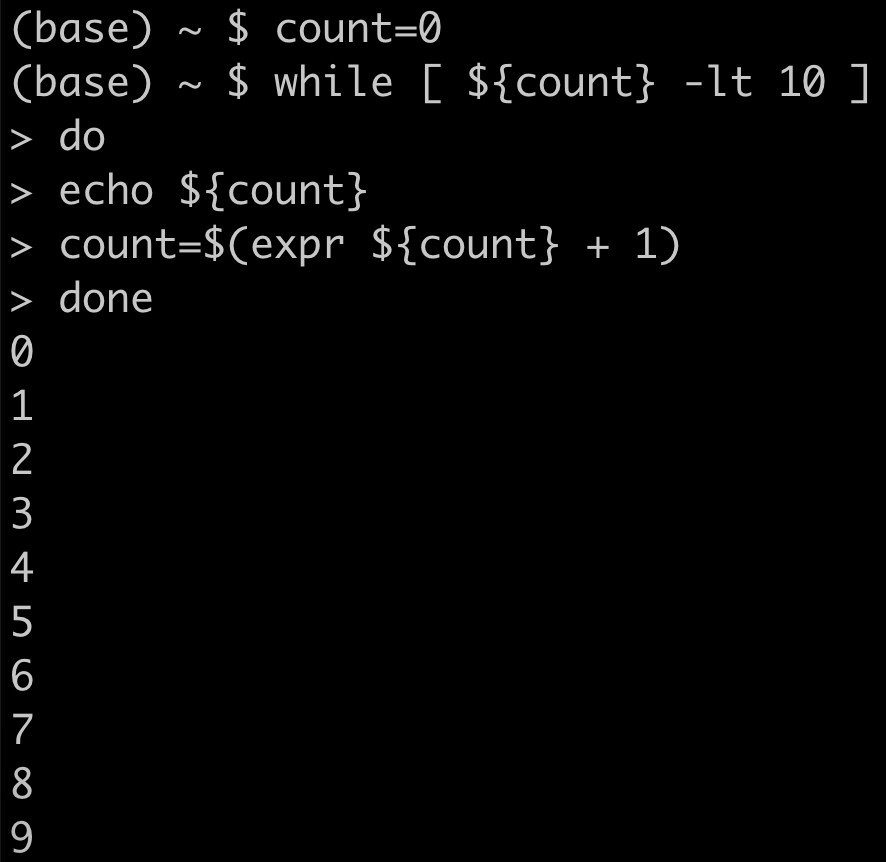 (base) ~ $ count=0
(base) ~ $ while [ ${count} -lt 10 ]
> do
> echo ${count}
> count=$(expr ${count} + 1)
> done
0
1
2
3
4
5
6
7
8
9